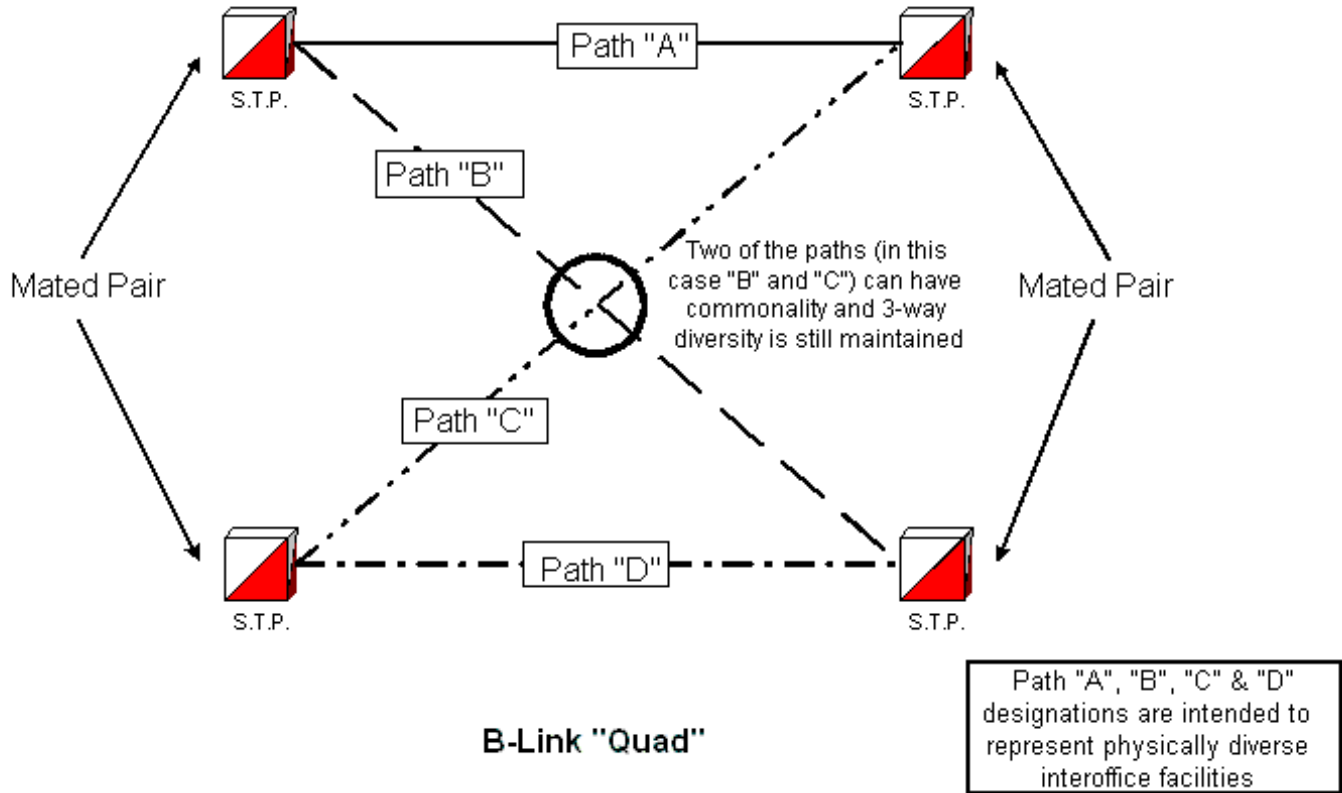 Path "A"
S.T.P.
S.T.P.
Path "B"
Mated Pair
Two of the paths (in this
case "B" and "C") can have
commonality and 3-way
diversity is still maintained
Mated Pair
Path "C"
Path "D"
S.T.P.
S.T.P.
B-Link "Quad"
Path "A", "B", "C" & "D"
designations are intended to
represent physically diverse
interoffice facilities